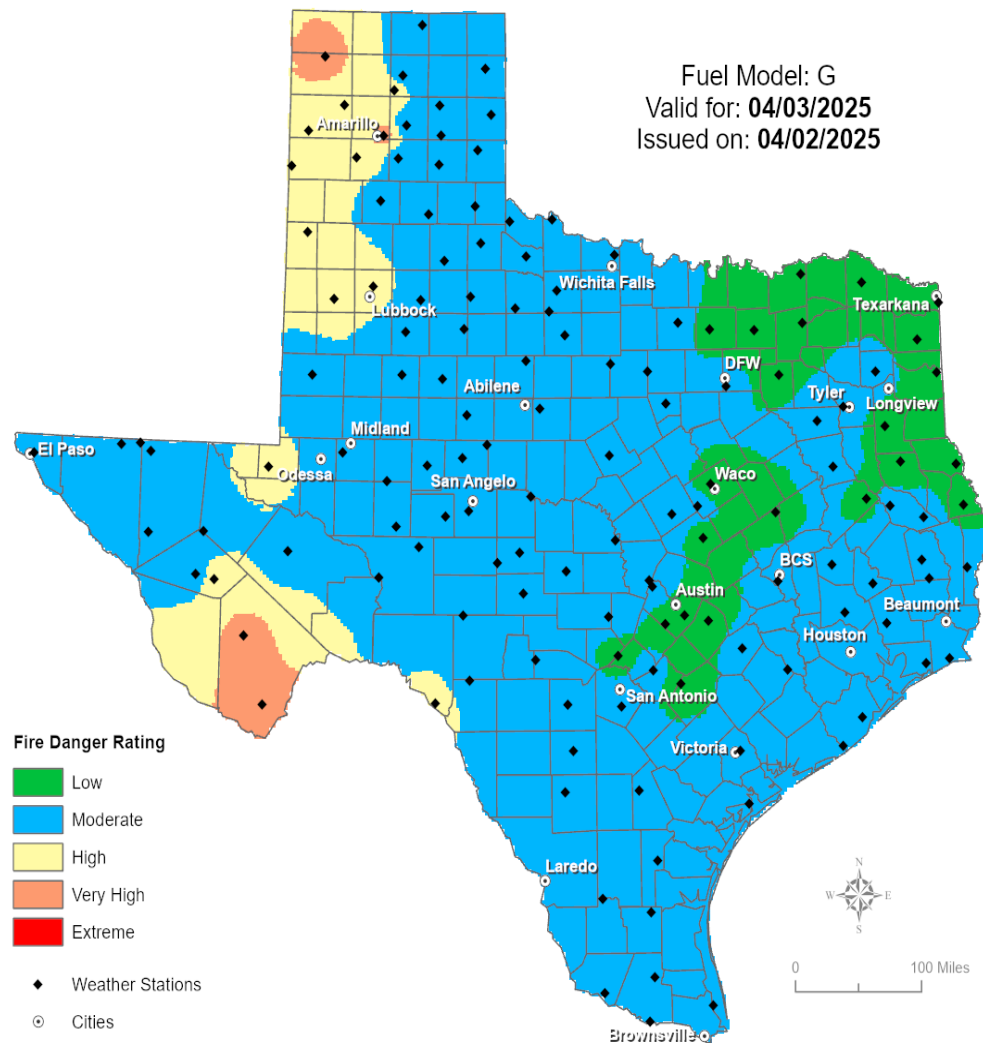 Fuel Model: G
Valid for: 04/03/2025
Issued on: 04/02/2025
Amarillo
Wichita Falls
Texarkana
Lubbock
DFW
Abilene
Tyler
Longview
Midland
El Paso
Odessa
Waco
San Angelo
BCS
Austin
Beaumont
Houston
San Antonio
Victoria
Laredo
Brownsville
Fire Danger Rating
Low
Moderate
High
Very High
Extreme
Weather Stations
Cities
N
W E
S
0 100 Miles